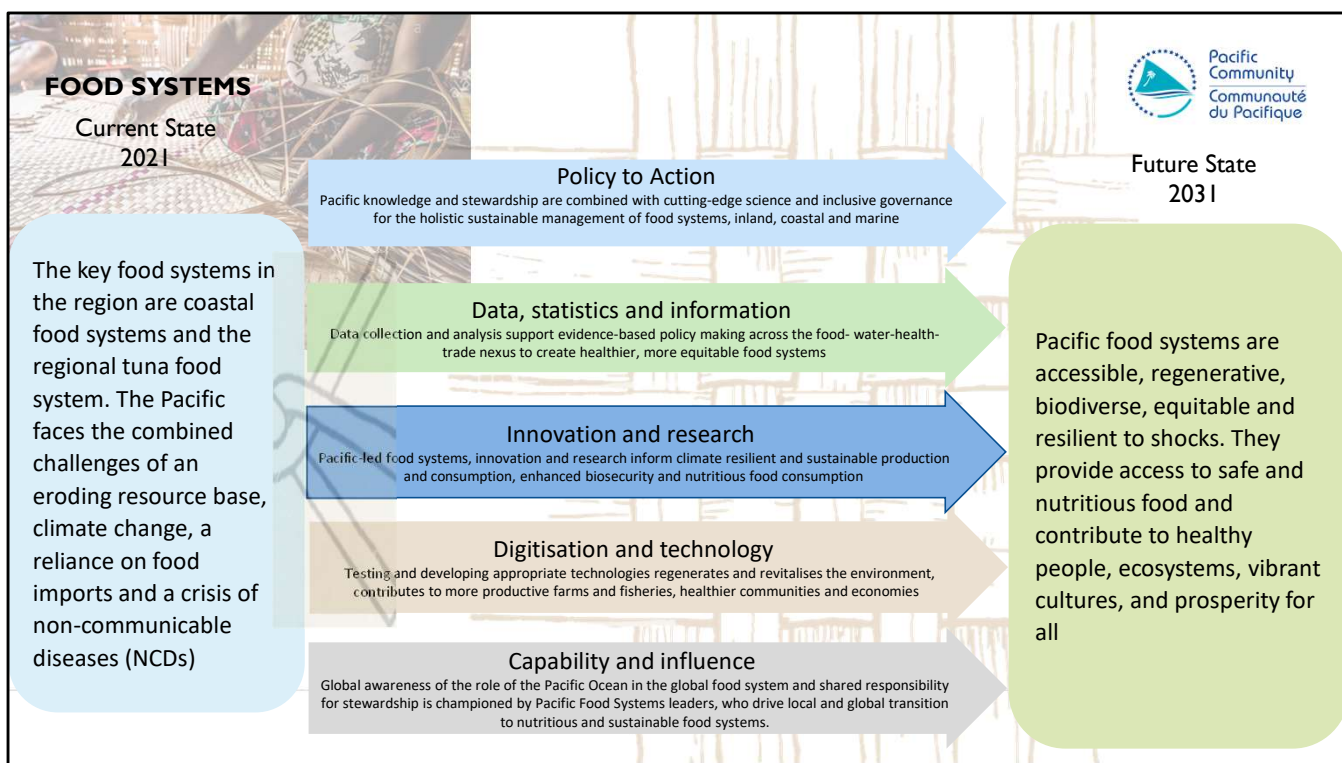 FOOD SYSTEMS
Current State
2021
The key food systems in
the region are coastal
food systems and the
regional tuna food
system. The Pacific
faces the combined
challenges of an
eroding resource base,
climate change, a
reliance on food
imports and a crisis of
non-communicable
diseases (NCDs)
Policy to Action
Pacific knowledge and stewardship are combined with cutting-edge science and inclusive governance
for the holistic sustainable management of food systems, inland, coastal and marine
Data, statistics and information
Data collection and analysis support evidence-based policy making across the food- water-health-
trade nexus to create healthier, more equitable food systems
Innovation and research
Pacific-led food systems, innovation and research inform climate resilient and sustainable production
and consumption, enhanced biosecurity and nutritious food consumption
Digitisation and technology
Testing and developing appropriate technologies regenerates and revitalises the environment,
contributes to more productive farms and fisheries, healthier communities and economies
Capability and influence
Global awareness of the role of the Pacific Ocean in the global food system and shared responsibility
for stewardship is championed by Pacific Food Systems leaders, who drive local and global transition
to nutritious and sustainable food systems.
Pacific
Community
Communauté
du Pacifique
Future State
2031
Pacific food systems are
accessible, regenerative,
biodiverse, equitable and
resilient to shocks. They
provide access to safe and
nutritious food and
contribute to healthy
people, ecosystems, vibrant
cultures, and prosperity for
all